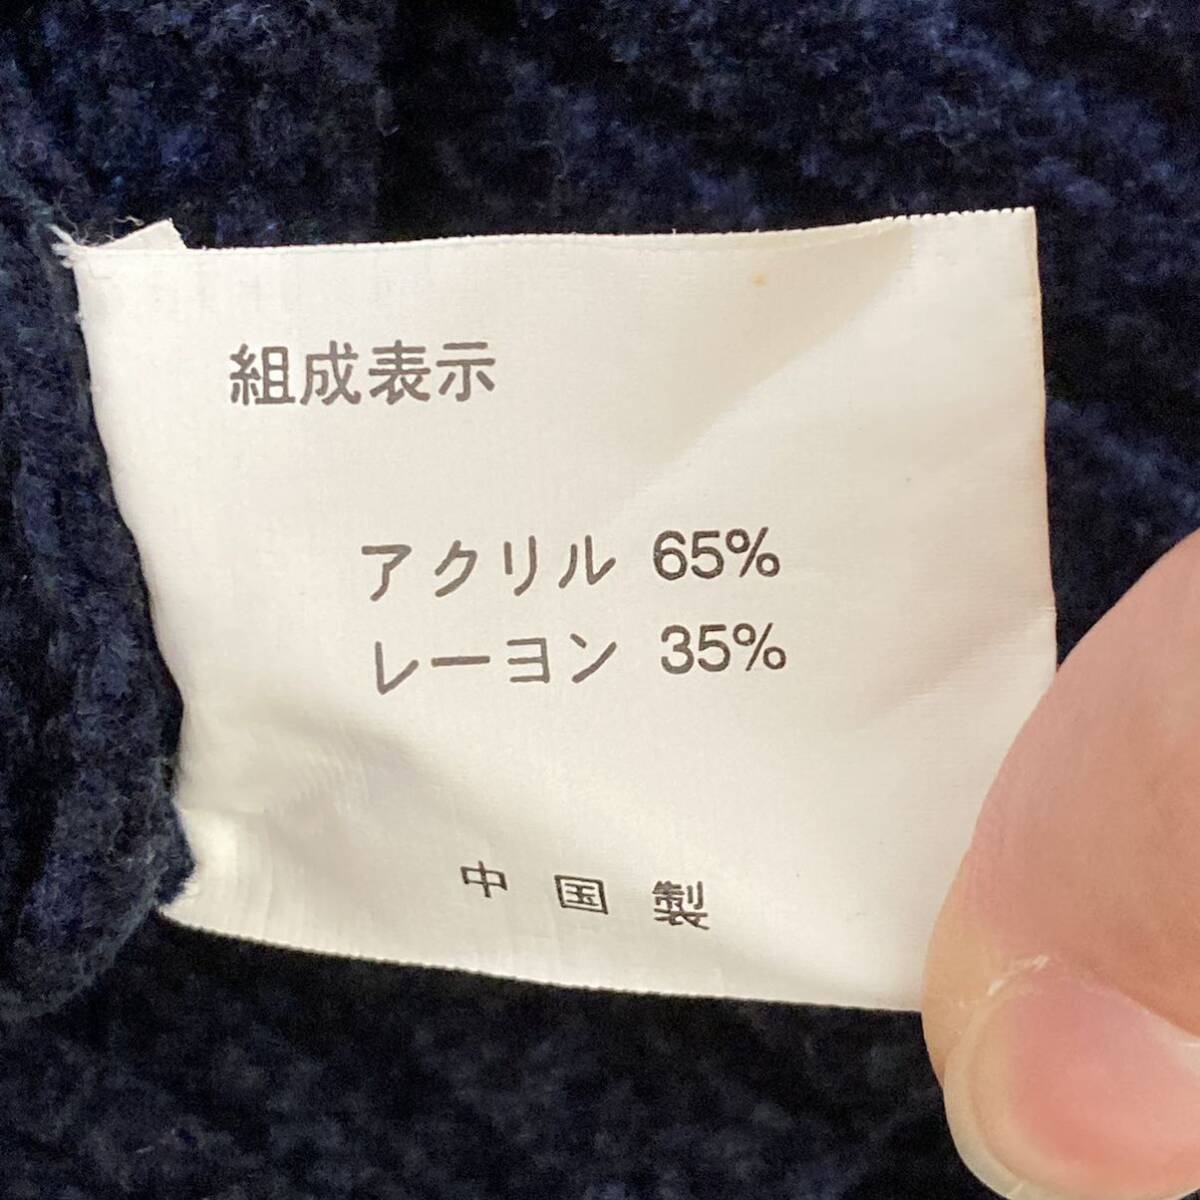 組成表示
アクリル 65%
レーヨン 35%
中国製